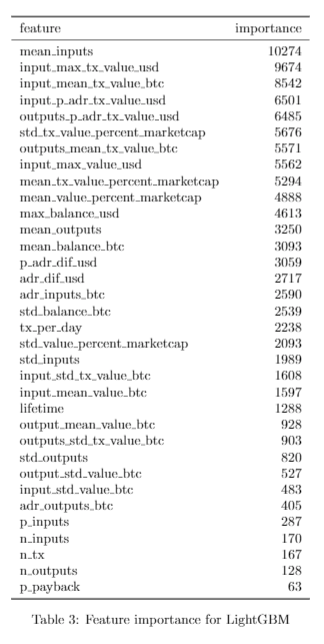 feature importance
mean_inputs 10274
input_max_tx_value_usd 9674
input_mean_tx_value_btc 8542
input_p_adr_tx_value_usd 6501
outputs_p_adr_tx_value_usd 6485
std_tx_value_percent_marketcap 5676
outputs_mean_tx_value_btc 5571
input_max_value_usd 5562
mean_tx_value_percent_marketcap 5294
mean_value_percent_marketcap 4888
max_balance_usd 4613
mean_outputs 3250
mean_balance_btc 3093
p_adr_dif_usd 3059
adr_dif_usd 2717
adr_inputs_btc 2590
std_balance_btc 2539
tx_per_day 2238
std_value_percent_marketcap 2093
std_inputs 1989
input_std_tx_value_btc 1608
input_mean_value_btc 1597
lifetime 1288
output_mean_value_btc 928
outputs_std_tx_value_btc 903
std_outputs 820
output_std_value_btc 527
input_std_value_btc 483
adr_outputs_btc 405
p_inputs 287
n_inputs 170
n_tx 167
n_outputs 128
p_payback 63
Table 3: Feature importance for LightGBM